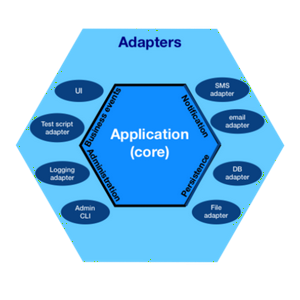 Adapters
UI
SMS
adapter
Test script
adapter
email
adapter
Business events
Notification
Application
(core)
Administration
Persistence
Logging
adapter
DB
adapter
Admin
CLI
File
adapter